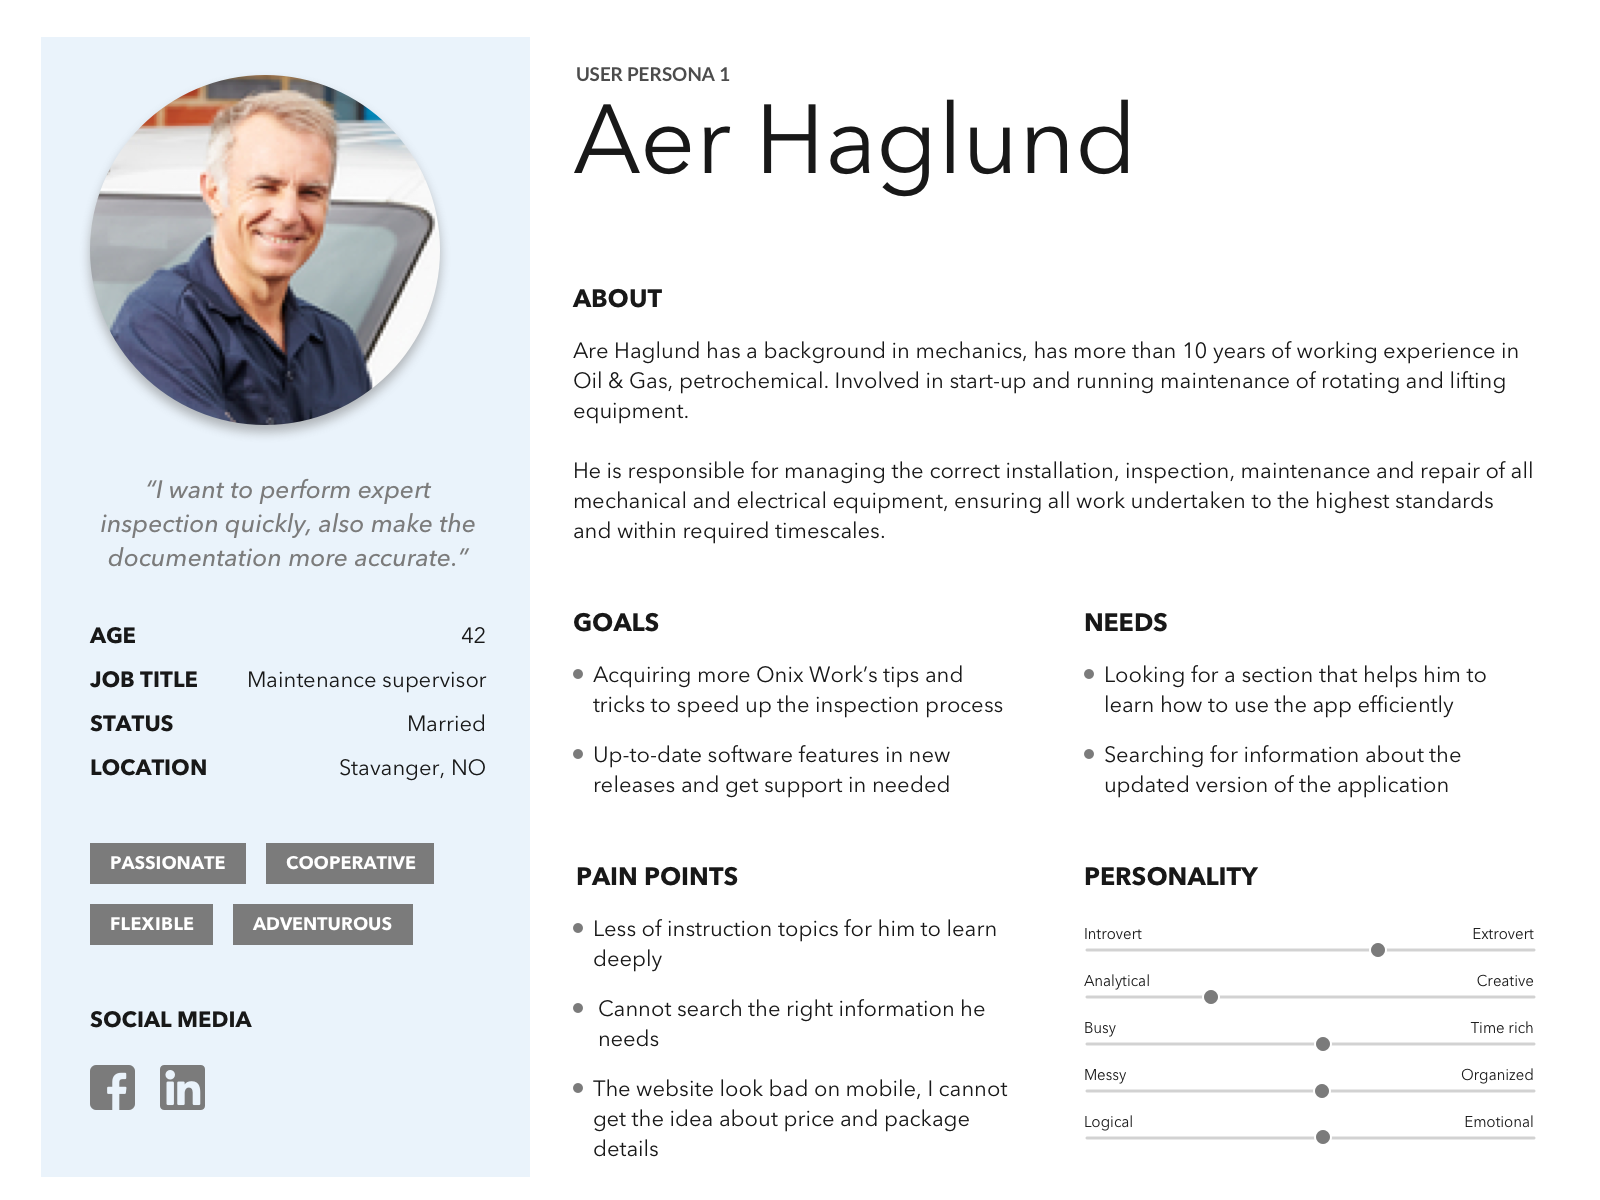 USER PERSONA 1
Aer Haglund
“I want to perform expert
inspection quickly, also make the
documentation more accurate.”
AGE 42
JOB TITLE Maintenance supervisor
STATUS Married
LOCATION Stavanger, NO
PASSIONATE COOPERATIVE
FLEXIBLE ADVENTUROUS
SOCIAL MEDIA
f in
ABOUT
Are Haglund has a background in mechanics, has more than 10 years of working experience in
Oil & Gas, petrochemical. Involved in start-up and running maintenance of rotating and lifting
equipment.
He is responsible for managing the correct installation, inspection, maintenance and repair of all
mechanical and electrical equipment, ensuring all work undertaken to the highest standards
and within required timescales.
GOALS
Acquiring more Onix Work’s tips and
tricks to speed up the inspection process
Up-to-date software features in new
releases and get support in needed
NEEDS
Looking for a section that helps him to
learn how to use the app efficiently
Searching for information about the
updated version of the application
PAIN POINTS
Less of instruction topics for him to learn
deeply
Cannot search the right information he
needs
The website look bad on mobile, I cannot
get the idea about price and package
details
PERSONALITY
Introvert Extrovert
Analytical Creative
Busy Time rich
Messy Organized
Logical Emotional